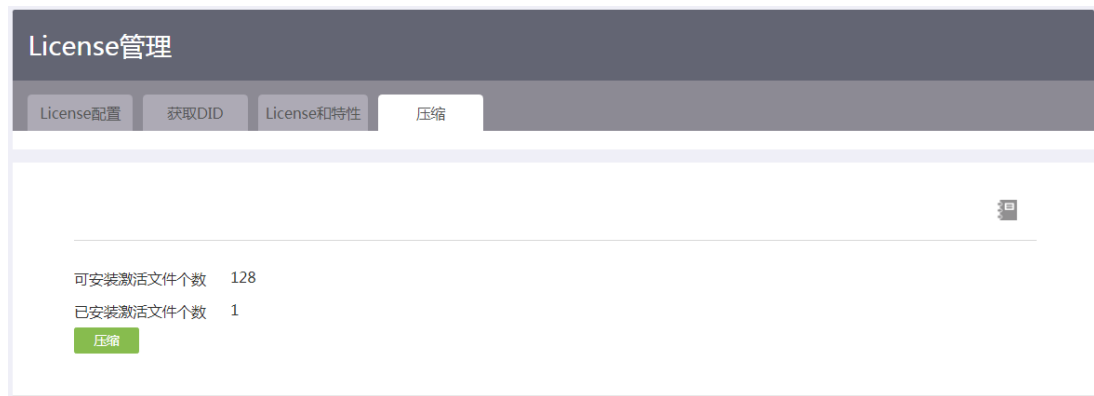 License管理
License配置 获取DID License和特性 压缩
可安装激活文件个数 128
已安装激活文件个数 1
压缩